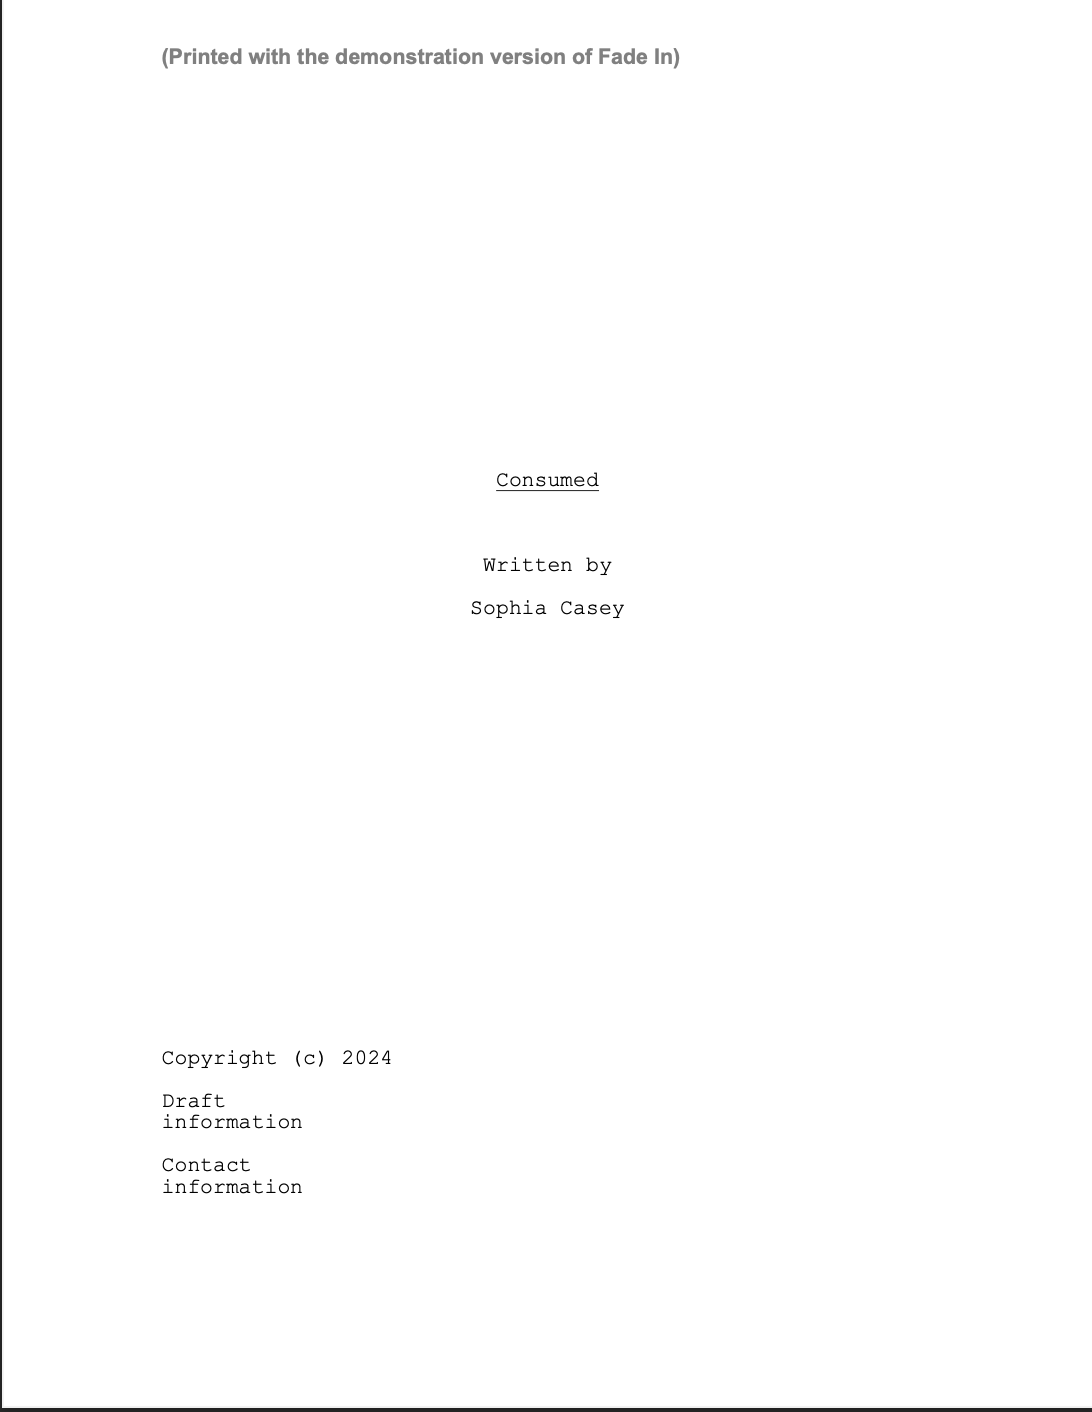 (Printed with the demonstration version of Fade In)
Consumed
Written by
Sophia Casey
Copyright (c) 2024
Draft
information
Contact
information